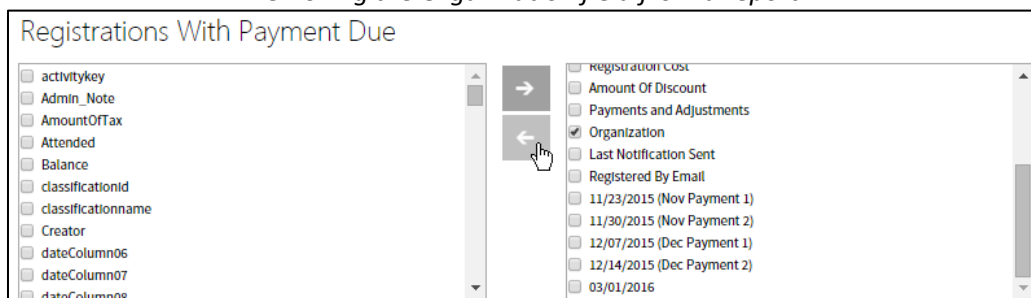 Registrations With Payment Due
activitykey
Admin_Note
AmountOfTax
Attended
Balance
classificationid
classificationname
Creator
dateColumn06
dateColumn07
dateColumn08
Registration Cost
Amount Of Discount
Payments and Adjustments
Organization
Last Notification Sent
Registered By Email
11/23/2015 (Nov Payment 1)
11/30/2015 (Nov Payment 2)
12/07/2015 (Dec Payment 1)
12/14/2015 (Dec Payment 2)
03/01/2016